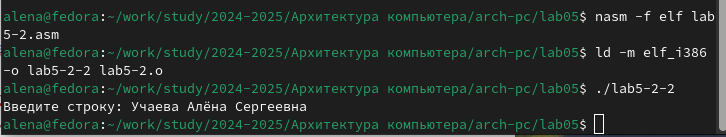 alena@fedora:~/work/study/2024-2025/Архитектура компьютера/arch-pc/lab05$ nasm -f elf lab
5-2.asm
alena@fedora:~/work/study/2024-2025/Архитектура компьютера/arch-pc/lab05$ ld -m elf_i386
-o lab5-2-2 lab5-2.o
alena@fedora:~/work/study/2024-2025/Архитектура компьютера/arch-pc/lab05$ ./lab5-2-2
Введите строку: Учаева Алёна Сергеевна
alena@fedora:~/work/study/2024-2025/Архитектура компьютера/arch-pc/lab05$